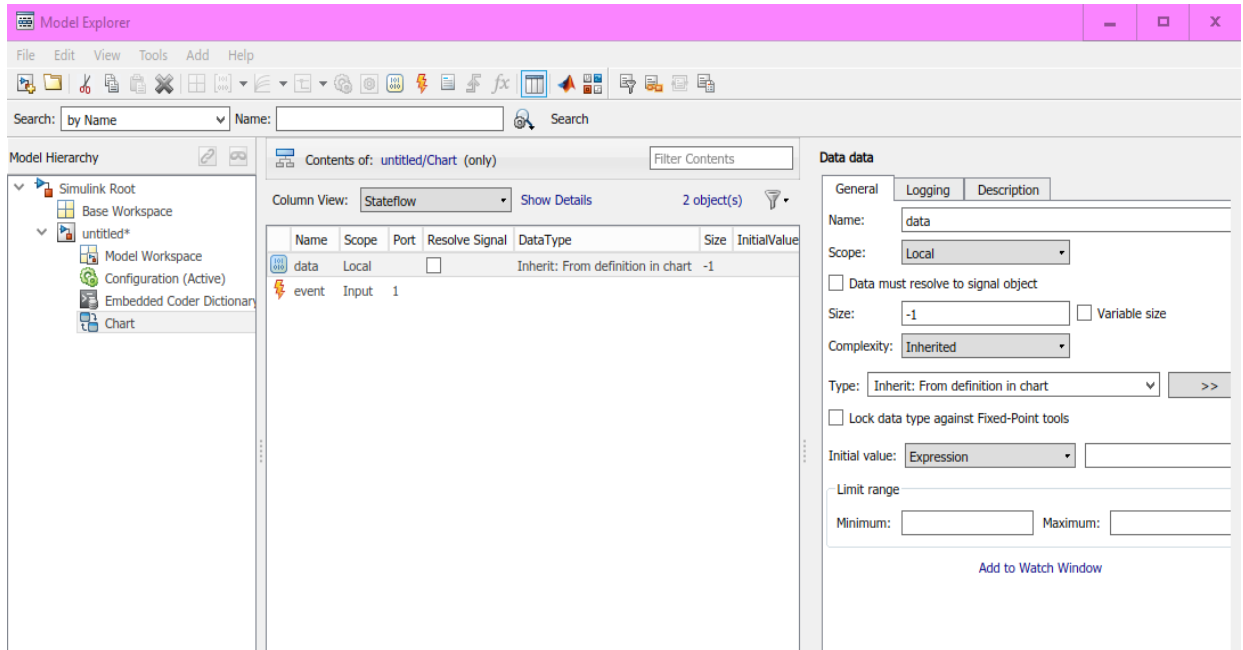 Model Explorer
File Edit View Tools Add Help
fx
Search: by Name Name: Search
Model Hierarchy
Simulink Root
Base Workspace
untitled*
Model Workspace
Configuration (Active)
Embedded Coder Dictionary
Chart
Contents of: untitled/Chart (only) Filter Contents
Column View: Stateflow Show Details 2 object(s)
Name Scope Port Resolve Signal DataType Size InitialValue
data Local Inherit: From definition in chart -1
event Input 1
Data data
General Logging Description
Name: data
Scope: Local
Data must resolve to signal object
Size: -1 Variable size
Complexity: Inherited
Type: Inherit: From definition in chart >>
Lock data type against Fixed-Point tools
Initial value: Expression
Limit range
Minimum: Maximum:
Add to Watch Window